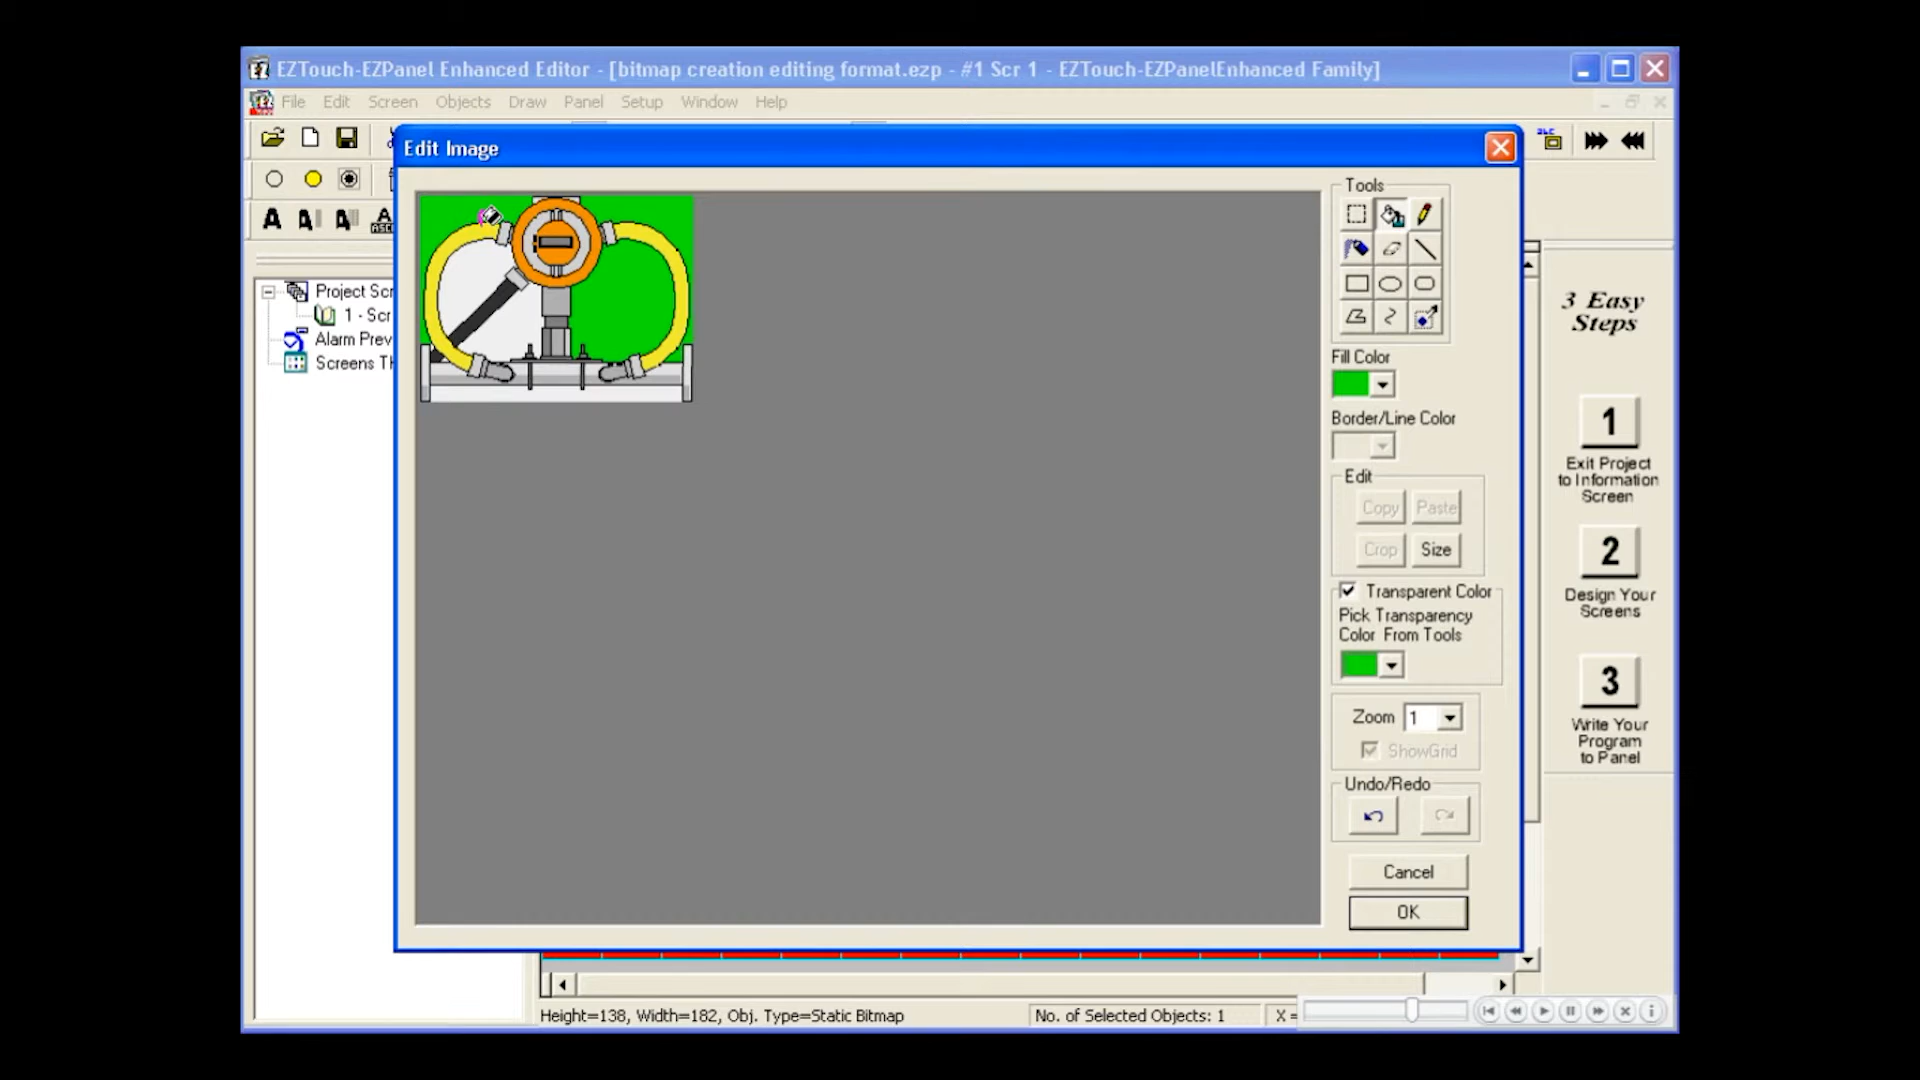 EZTouch-EZPanel Enhanced Editor - [bitmap creation editing format.ezp - #1 Scr 1 - EZTouch-EZPanelEnhanced Family]
File Edit Screen Objects Draw Panel Setup Window Help
Edit Image
abc
A A A A
ASCII
Project Scr
1 - Scr
Alarm Prev
Screens Th
Tools
Fill Color
Border/Line Color
Edit
Copy Paste
Crop Size
Transparent Color
Pick Transparency
Color From Tools
Zoom 1
ShowGrid
Undo/Redo
Cancel
OK
3 Easy
Steps
1
Exit Project
to Information
Screen
2
Design Your
Screens
3
Write Your
Program
to Panel
Height=138, Width=182, Obj. Type=Static Bitmap
No. of Selected Objects: 1
X =